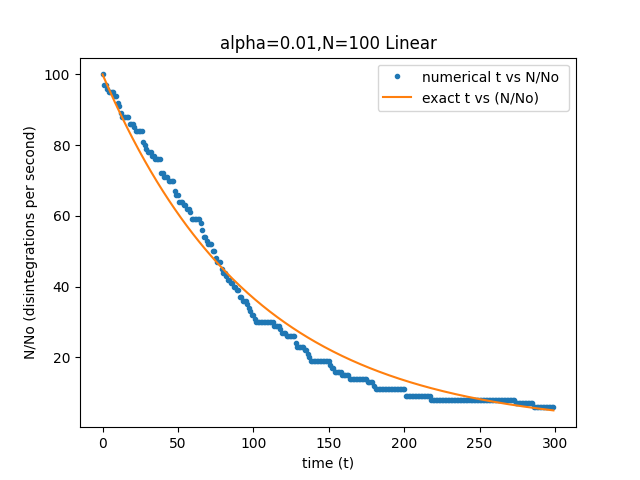 alpha=0.01,N=100 Linear
numerical t vs N/No
exact t vs (N/No)
N/No (disintegrations per second)
100
80
60
40
20
0 50 100 150 200 250 300
time (t)